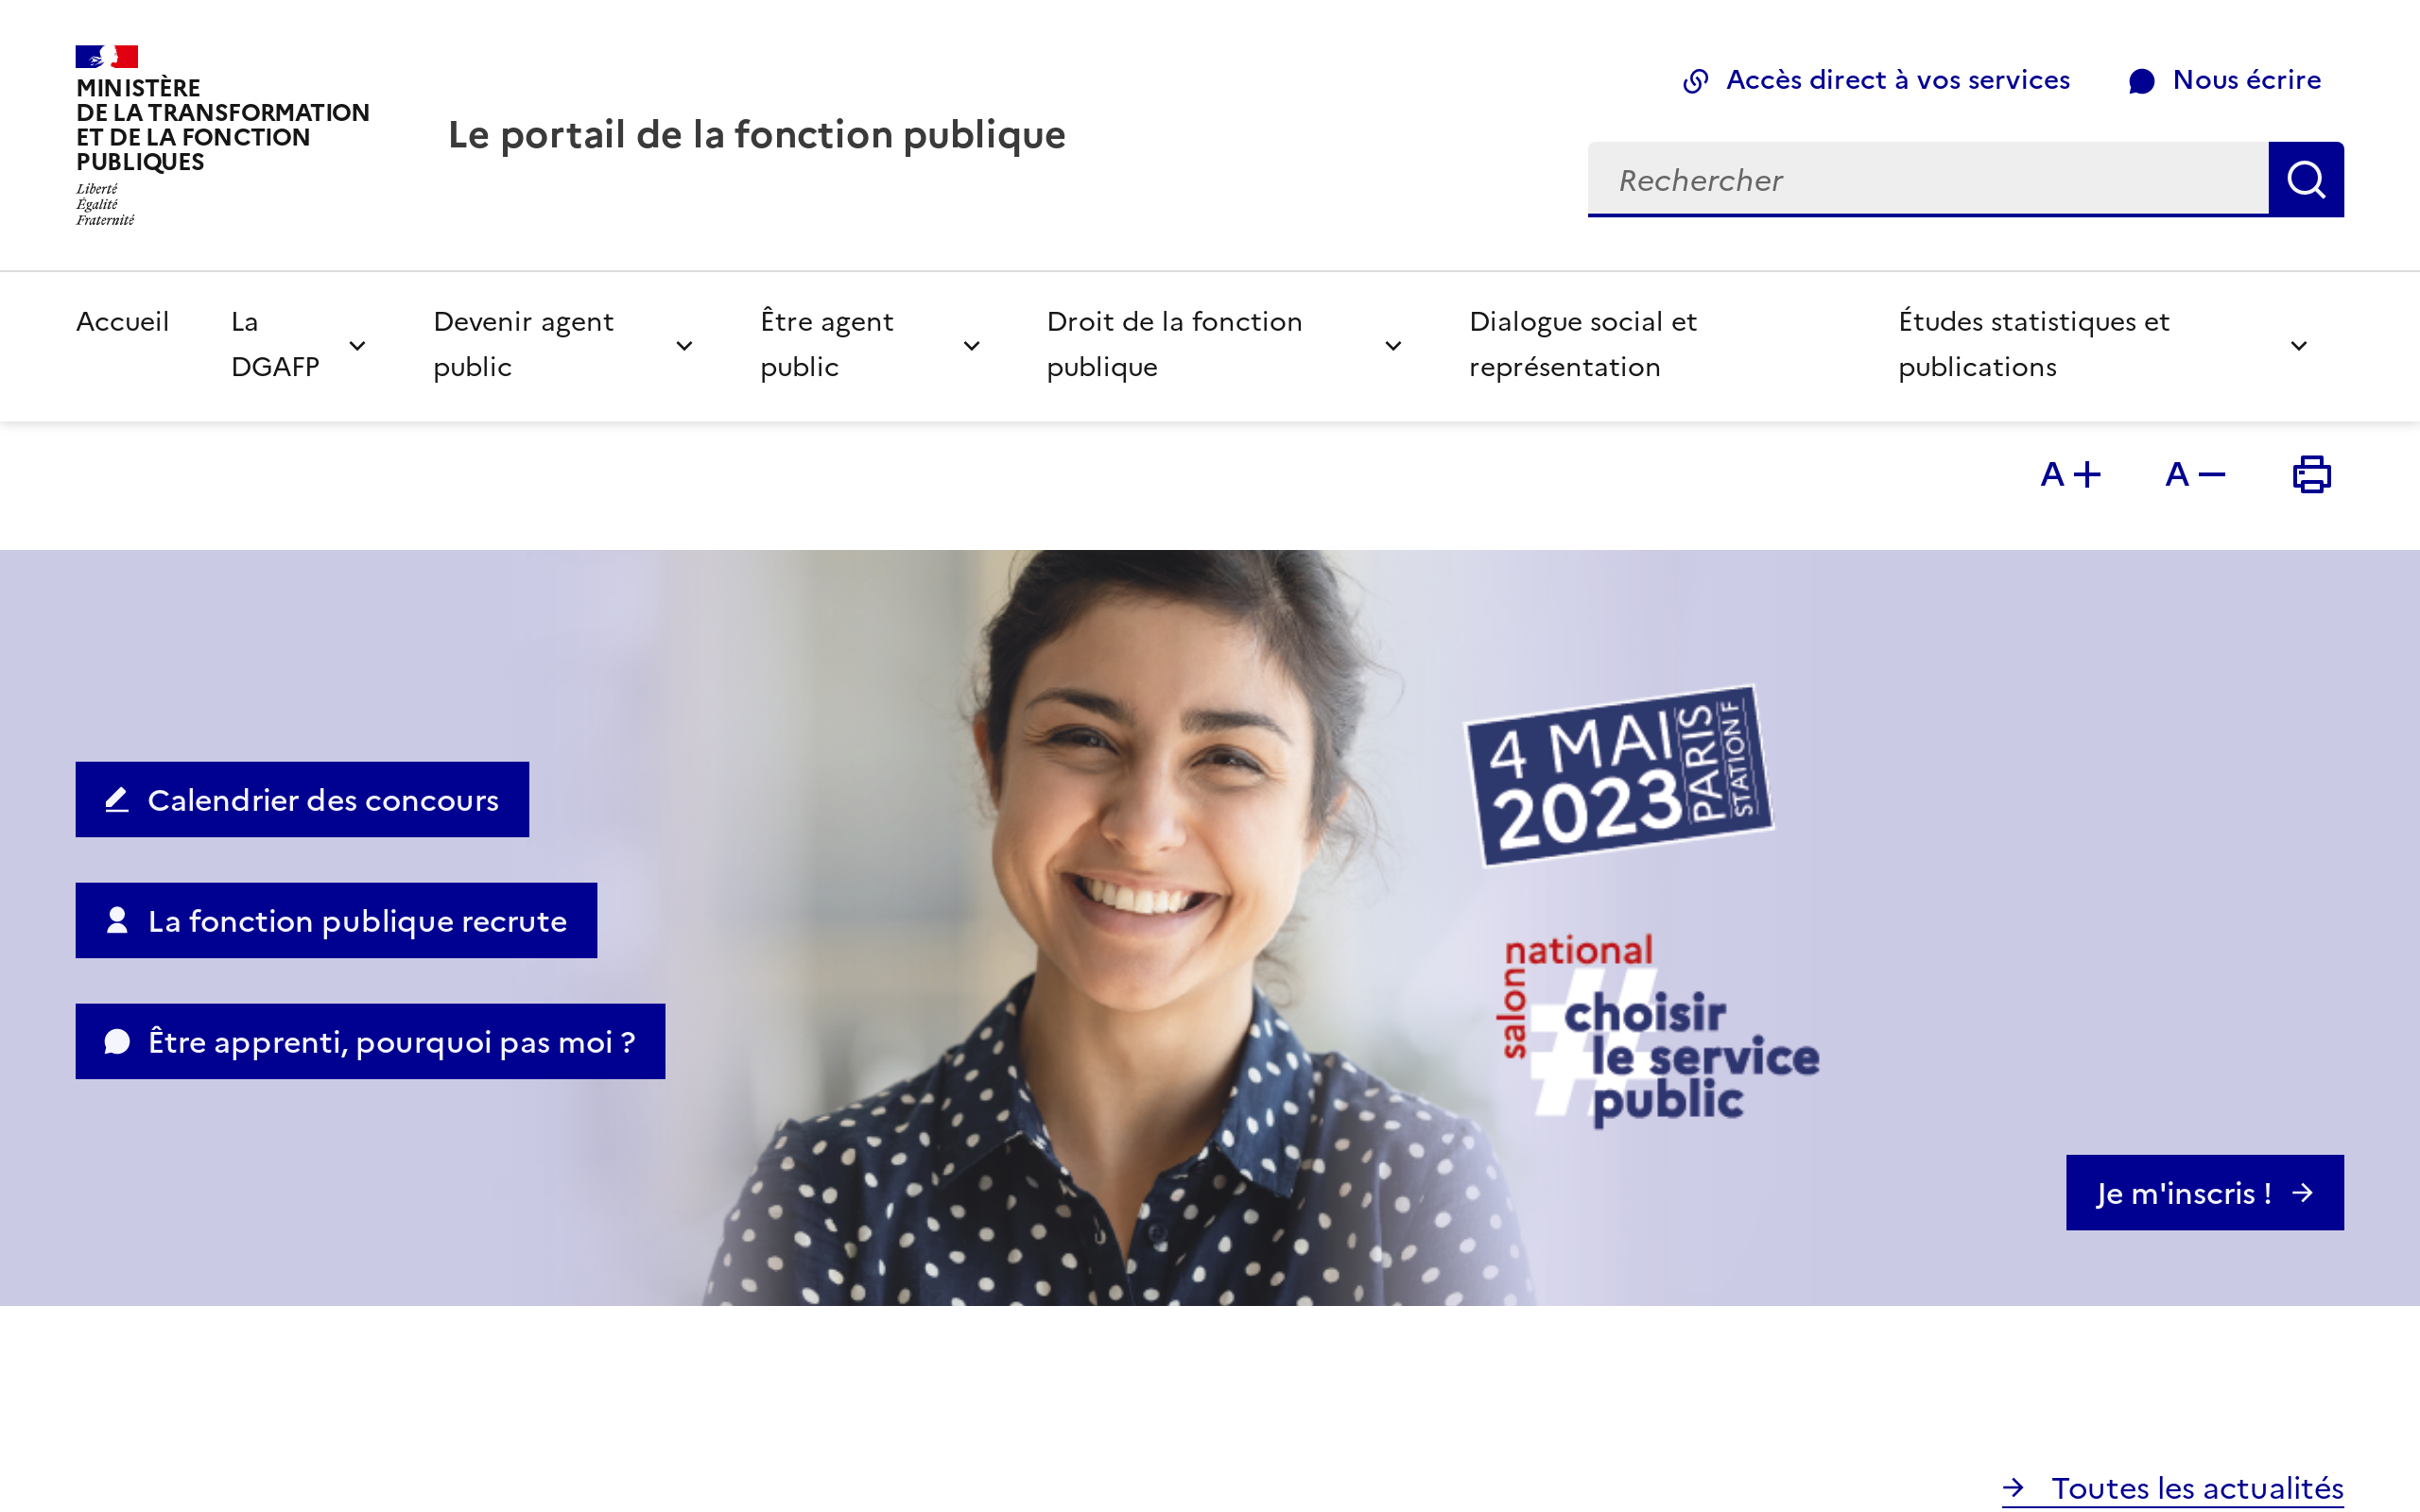 MINISTÈRE
DE LA TRANSFORMATION
ET DE LA FONCTION
PUBLIQUES
Liberté
Égalité
Fraternité
Le portail de la fonction publique
Accès direct à vos services
Nous écrire
Rechercher
Accueil
La
DGAFP
Devenir agent
public
Être agent
public
Droit de la fonction
publique
Dialogue social et
représentation
Études statistiques et
publications
A+
A−
Calendrier des concours
La fonction publique recrute
Être apprenti, pourquoi pas moi ?
4 MAI
2023
PARIS
STATION F
salon
national
#
choisir
le service
public
Je m'inscris !
Toutes les actualités